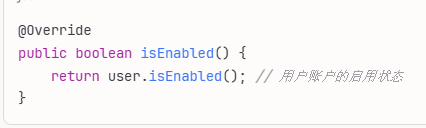 @Override
public boolean isEnabled() {
    return user.isEnabled(); // 用户账户的启用状态
}